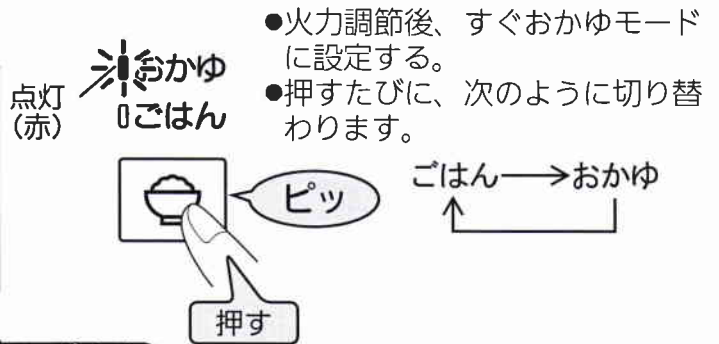 ●火力調節後、すぐおかゆモード
に設定する。
●押すたびに、次のように切り替
わります。
点灯
(赤)
おかゆ
ごはん
ピッ
押す
ごはん→おかゆ